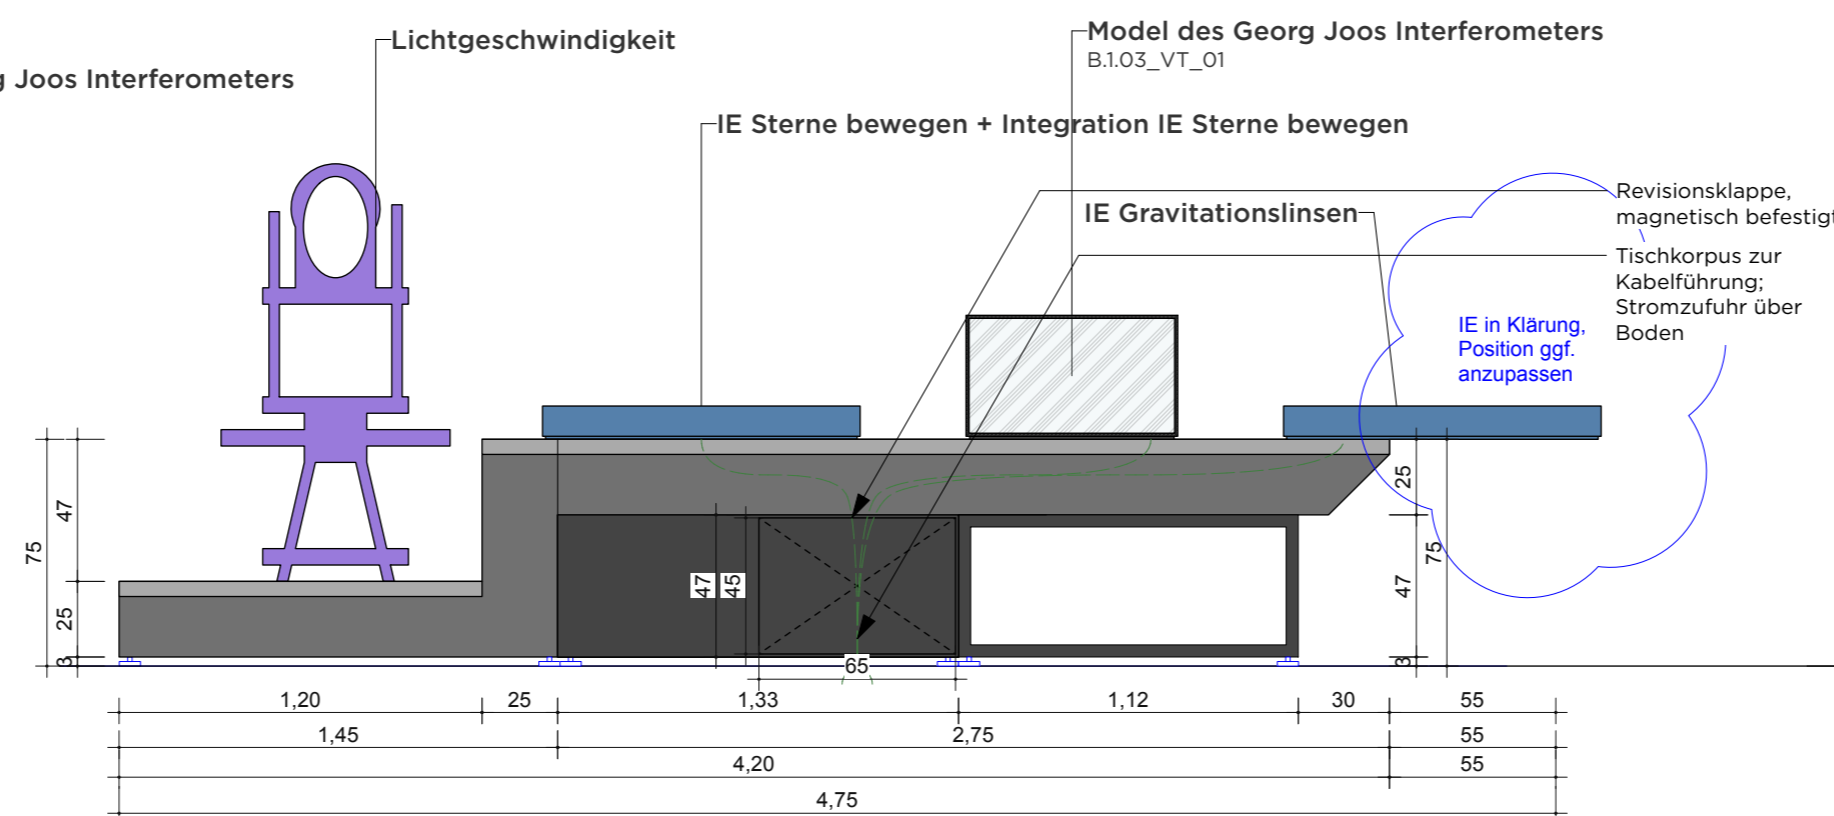 Lichtgeschwindigkeit
Model des Georg Joos Interferometers
B.1.03_VT_01
Joos Interferometers
IE Sterne bewegen + Integration IE Sterne bewegen
Revisionsklappe,
magnetisch befestigt
IE Gravitationslinsen
Tischkorpus zur
Kabelführung;
Stromzufuhr über
Boden
IE in Klärung,
Position ggf.
anzupassen
75
47
25
3
47
45
65
25
47
3
75
1,20 25 1,33 1,12 30 55
1,45 2,75 55
4,20 55
4,75